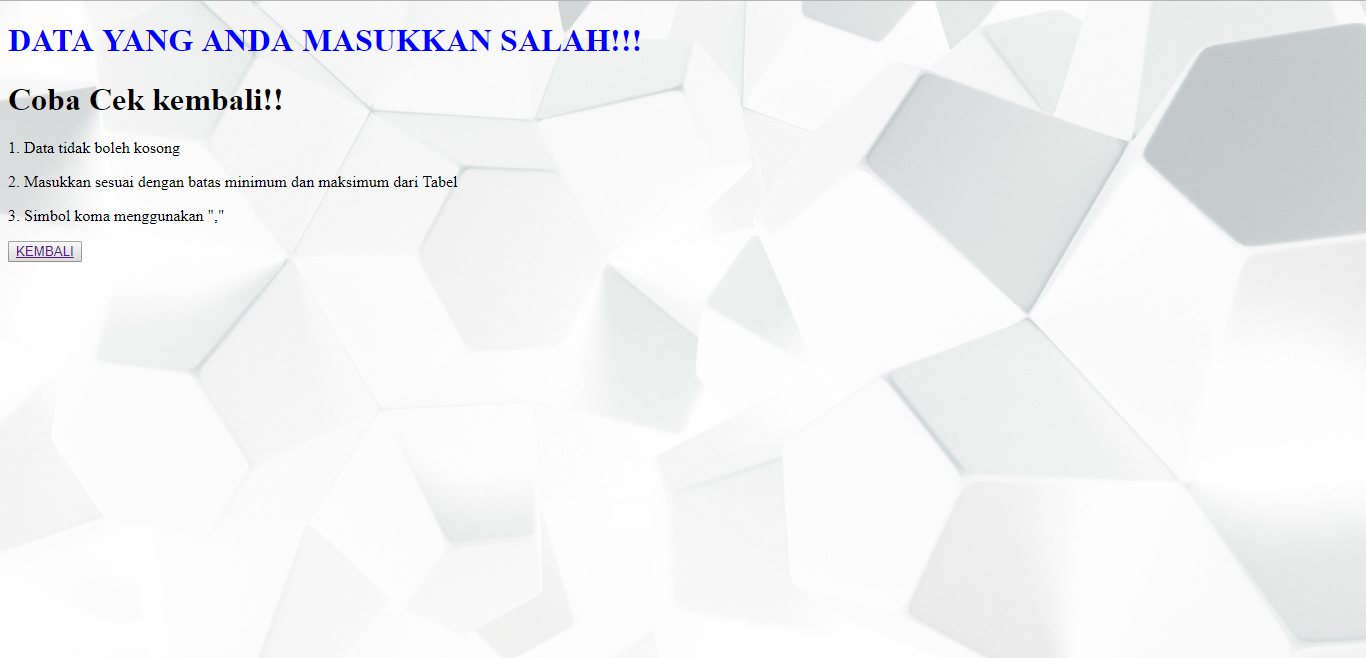 DATA YANG ANDA MASUKKAN SALAH!!!
Coba Cek kembali!!
1. Data tidak boleh kosong
2. Masukkan sesuai dengan batas minimum dan maksimum dari Tabel
3. Simbol koma menggunakan ","
KEMBALI